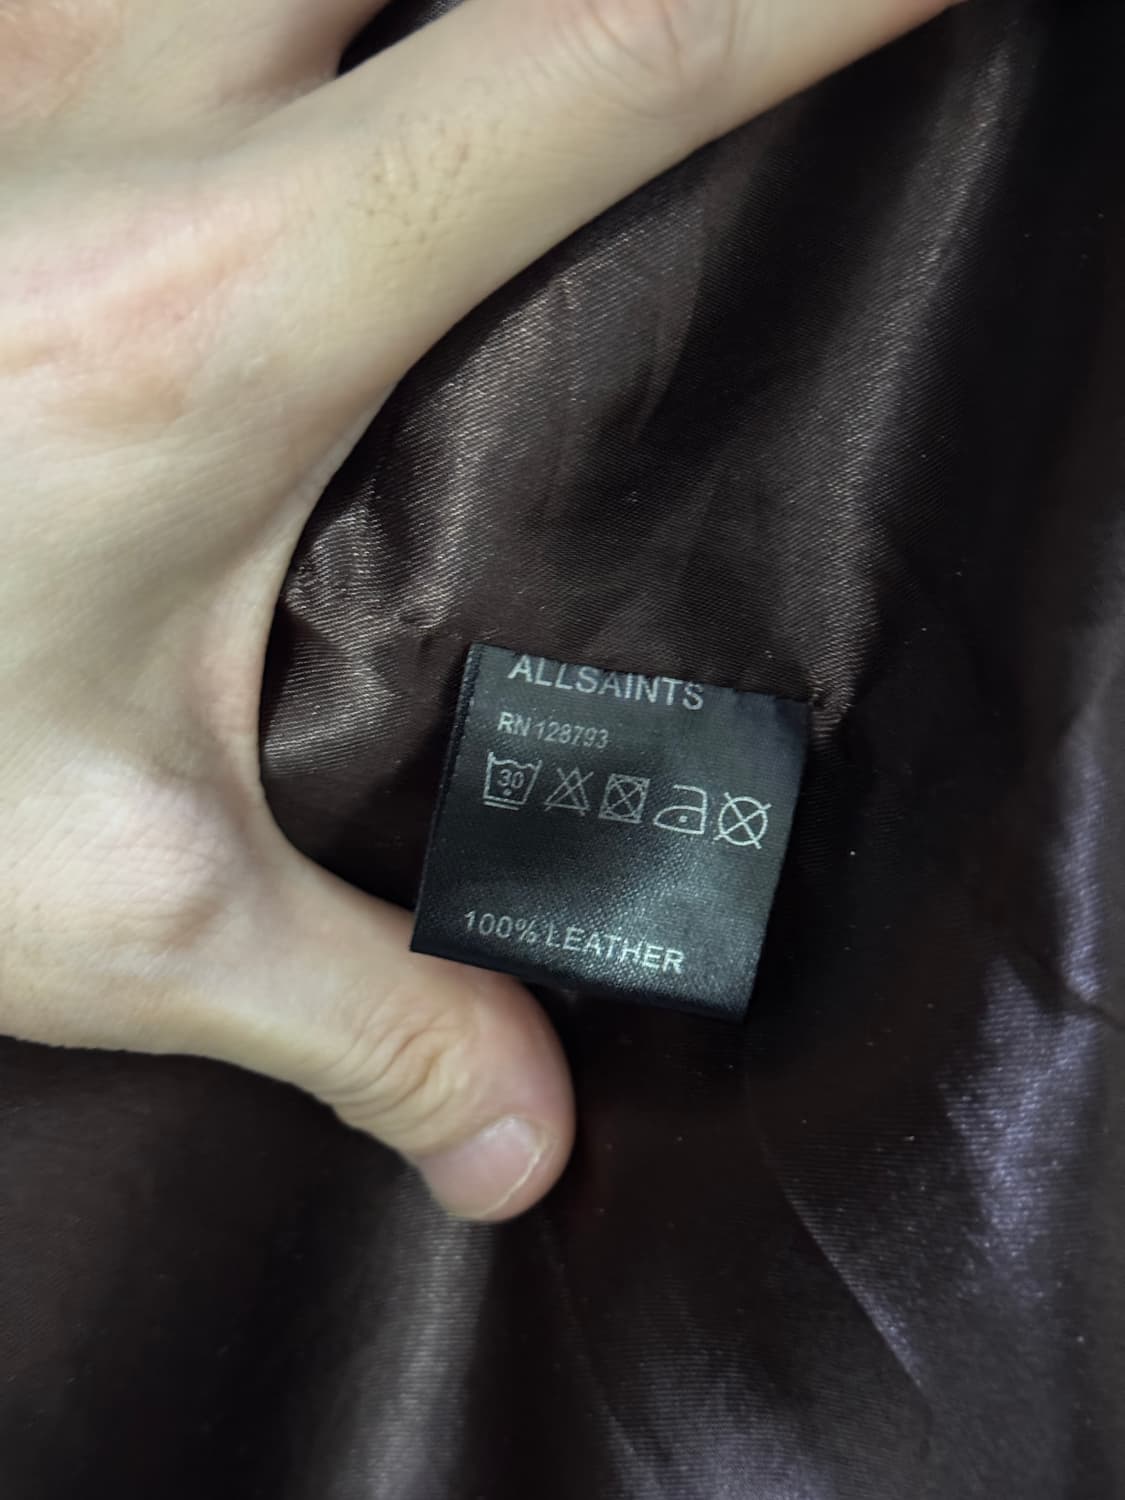 ALLSAINTS
RN 128793
30
100% LEATHER